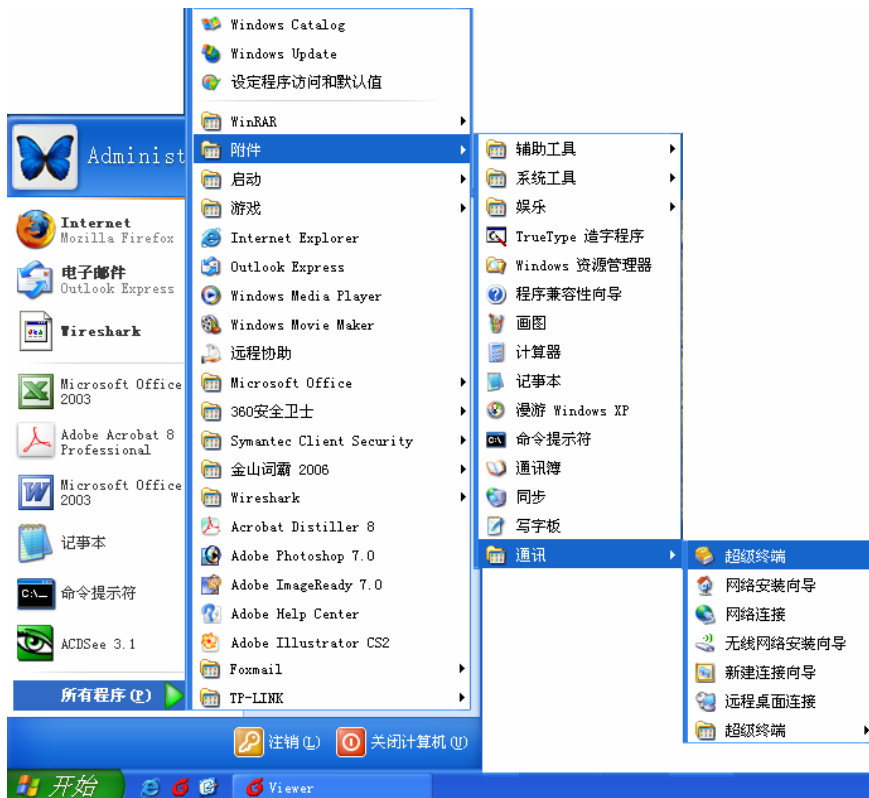 Windows Catalog
Windows Update
设定程序访问和默认值
WinRAR
附件
启动
游戏
Internet Explorer
Outlook Express
Windows Media Player
Windows Movie Maker
远程协助
Microsoft Office
360安全卫士
Symantec Client Security
金山词霸 2006
Wireshark
Acrobat Distiller 8
Adobe Photoshop 7.0
Adobe ImageReady 7.0
Adobe Help Center
Adobe Illustrator CS2
Foxmail
TP-LINK
Administ
Internet
Mozilla Firefox
电子邮件
Outlook Express
Wireshark
Microsoft Office
2003
Adobe Acrobat 8
Professional
Microsoft Office
2003
记事本
命令提示符
ACDSee 3.1
所有程序(P)
辅助工具
系统工具
娱乐
TrueType 造字程序
Windows 资源管理器
程序兼容性向导
画图
计算器
记事本
漫游 Windows XP
命令提示符
通讯簿
同步
写字板
通讯
超级终端
网络安装向导
网络连接
无线网络安装向导
新建连接向导
远程桌面连接
超级终端
注销(L)
关闭计算机(U)
开始
Viewer